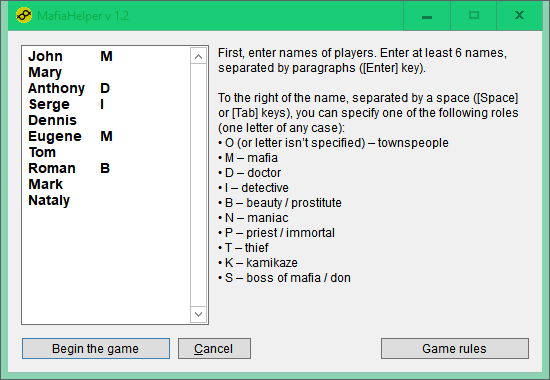 MafiaHelper v 1.2
John M
Mary
Anthony D
Serge I
Dennis
Eugene M
Tom
Roman B
Mark
Nataly
First, enter names of players. Enter at least 6 names,
separated by paragraphs ([Enter] key).
To the right of the name, separated by a space ([Space]
or [Tab] keys), you can specify one of the following roles
(one letter of any case):
• O (or letter isn’t specified) – townspeople
• M – mafia
• D – doctor
• I – detective
• B – beauty / prostitute
• N – maniac
• P – priest / immortal
• T – thief
• K – kamikaze
• S – boss of mafia / don
Begin the game
Cancel
Game rules